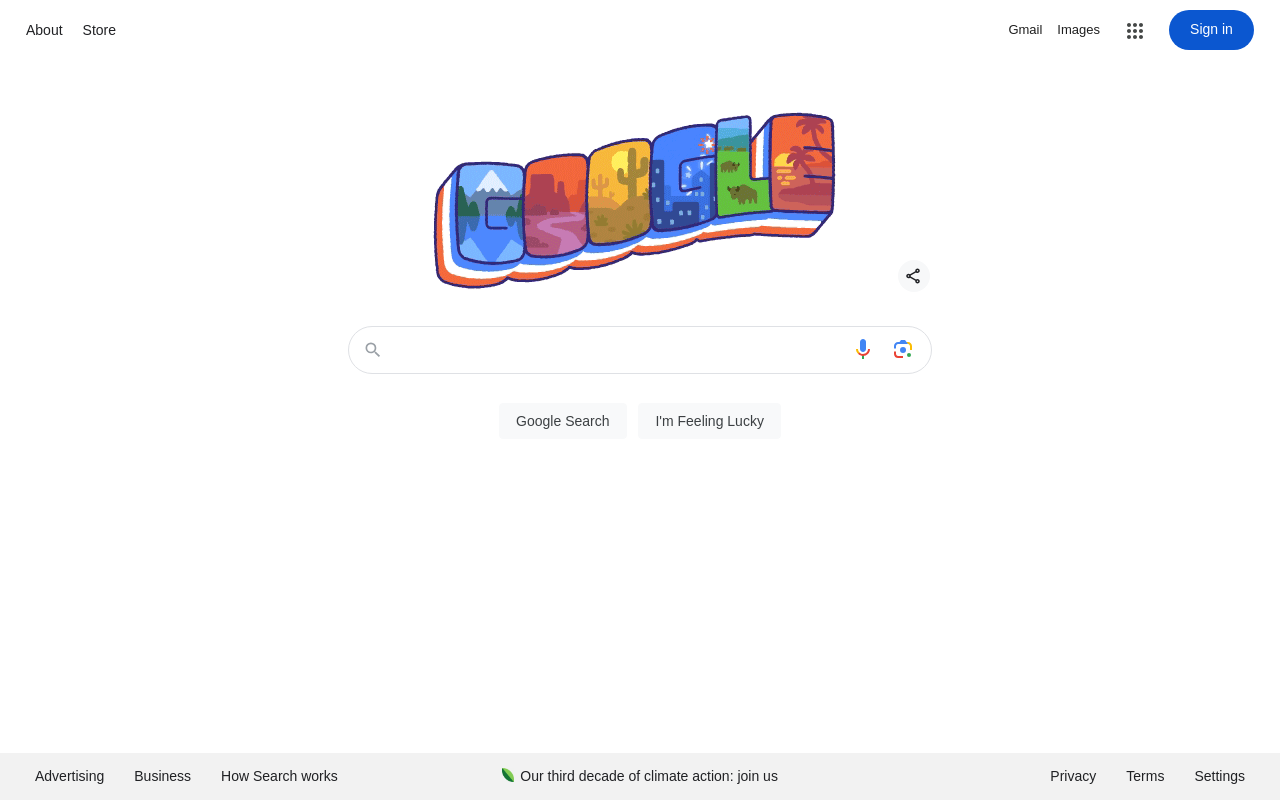 About
Store
Gmail
Images
Sign in
Google Search
I'm Feeling Lucky
Advertising
Business
How Search works
Our third decade of climate action: join us
Privacy
Terms
Settings